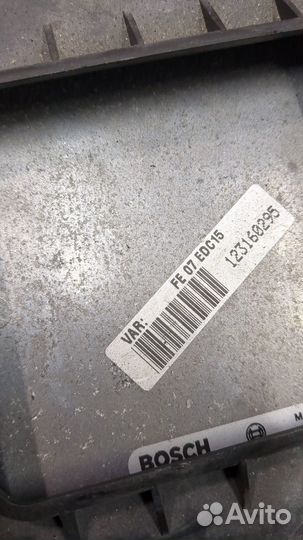 VAR: FE 07 EDC15
123160295
BOSCH
M
Avito